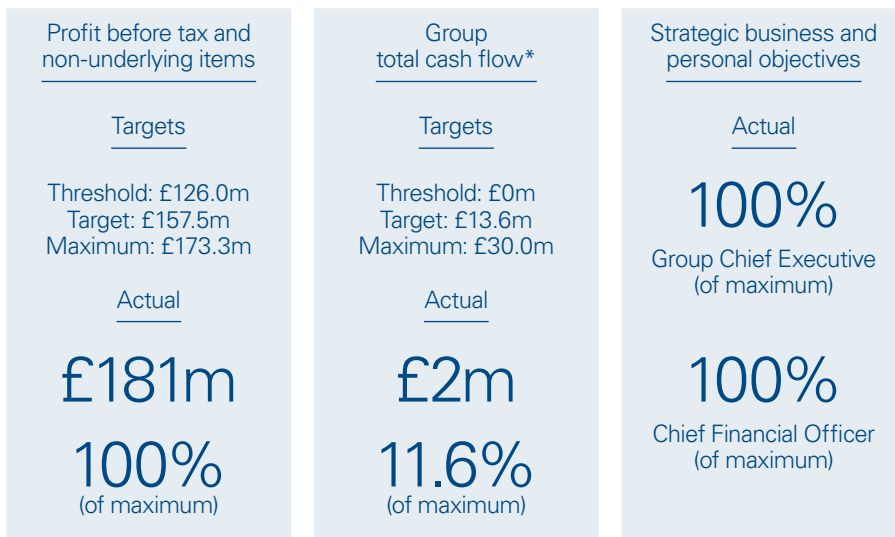 Profit before tax and
non-underlying items
Targets
Threshold: £126.0m
Target: £157.5m
Maximum: £173.3m
Actual
£181m
100%
(of maximum)
Group
total cash flow*
Targets
Threshold: £0m
Target: £13.6m
Maximum: £30.0m
Actual
£2m
11.6%
(of maximum)
Strategic business and
personal objectives
Actual
100%
Group Chief Executive
(of maximum)
100%
Chief Financial Officer
(of maximum)